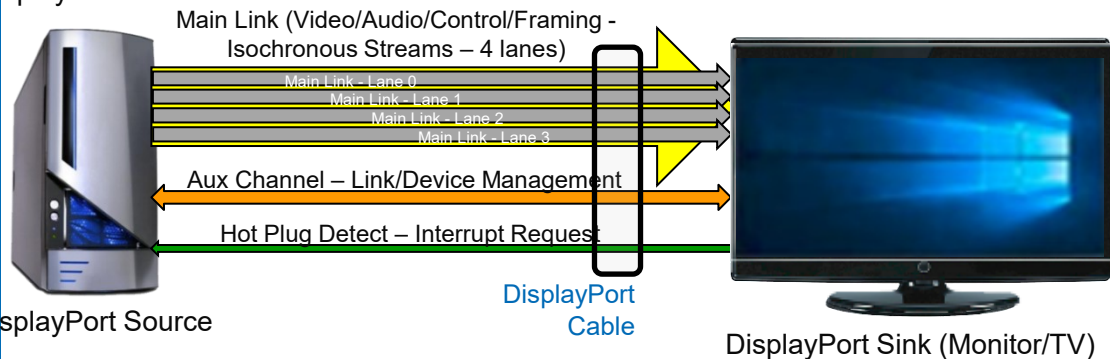 Main Link (Video/Audio/Control/Framing -
Isochronous Streams – 4 lanes)
Main Link - Lane 0
Main Link - Lane 1
Main Link - Lane 2
Main Link - Lane 3
Aux Channel – Link/Device Management
Hot Plug Detect – Interrupt Request
DisplayPort
Cable
splayPort Source
DisplayPort Sink (Monitor/TV)